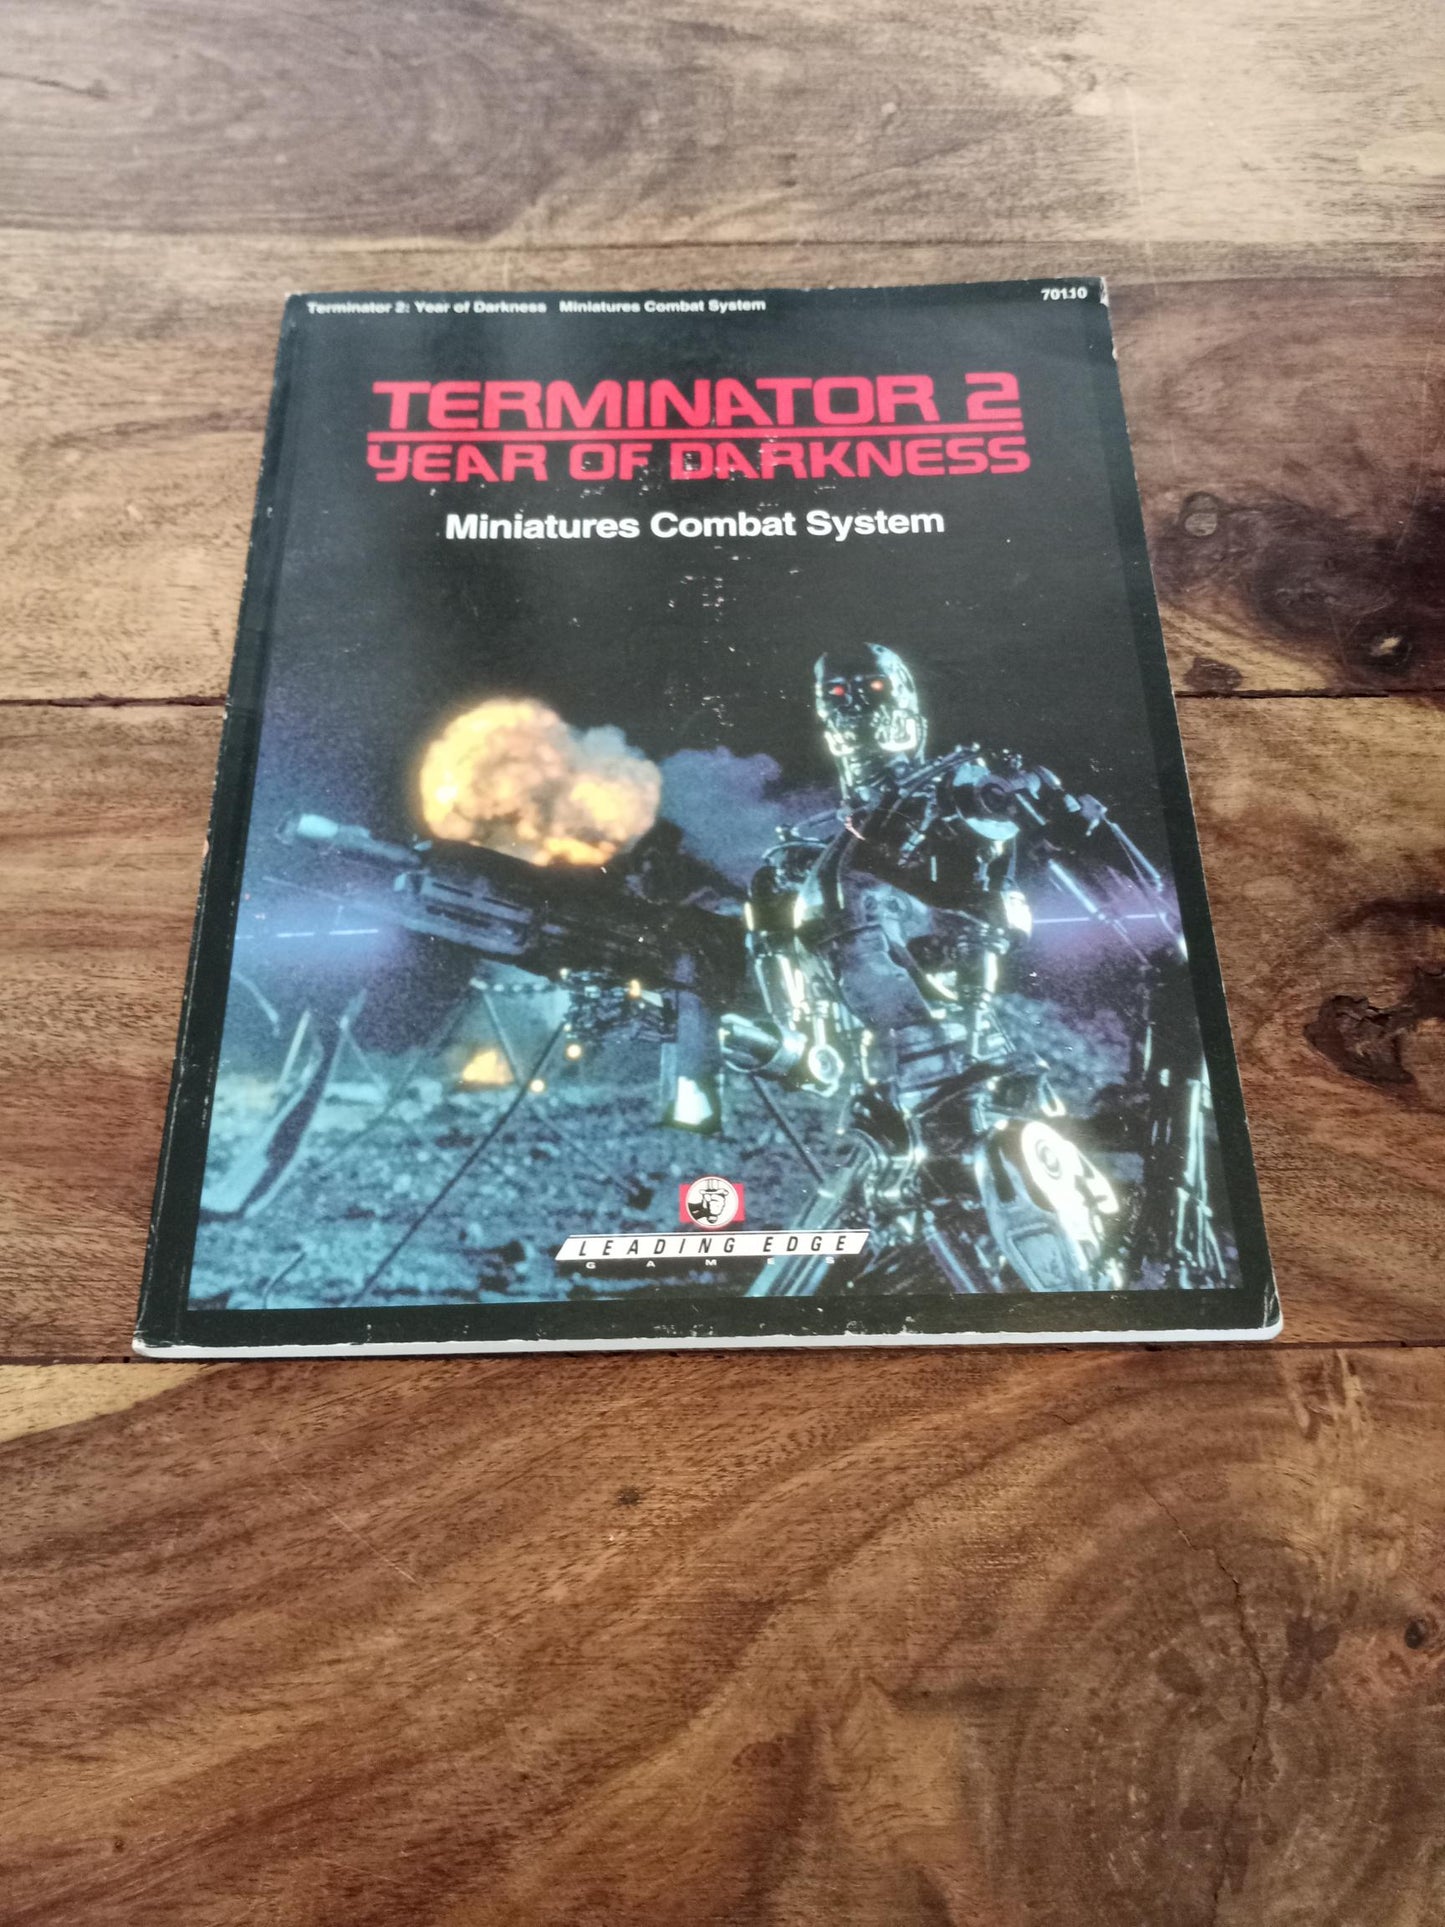 Terminator 2: Year of Darkness Miniatures Combat System 70110
TERMINATOR 2
YEAR OF DARKNESS
Miniatures Combat System
LEADING EDGE
GAMES